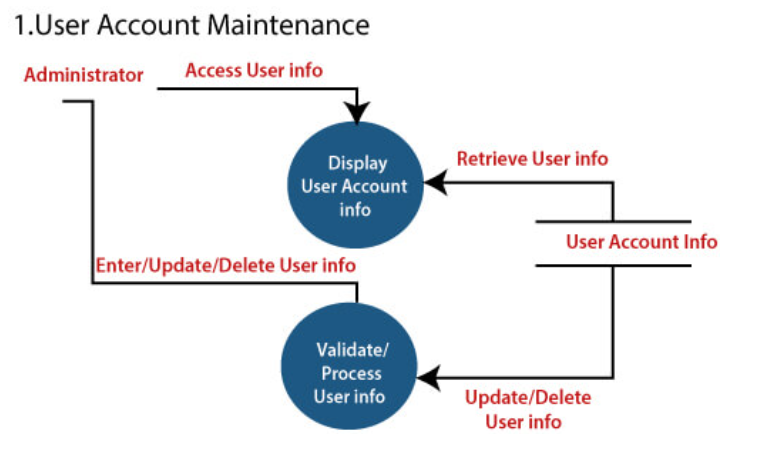 1.User Account Maintenance
Administrator
Access User info
Display
User Account
info
Retrieve User info
User Account Info
Enter/Update/Delete User info
Validate/
Process
User info
Update/Delete
User info